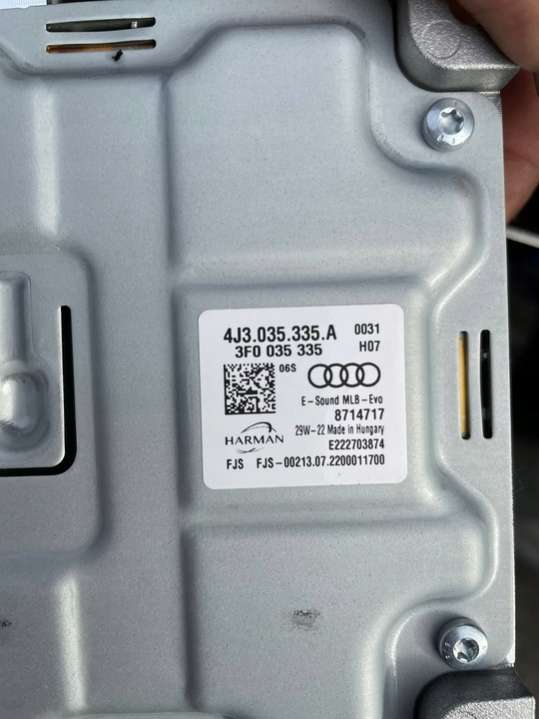 4J3.035.335.A 0031
3F0 035 335 H07
06S
E-Sound MLB-Evo
8714717
HARMAN
29W-22 Made in Hungary
E222703874
FJS FJS-00213.07.2200011700